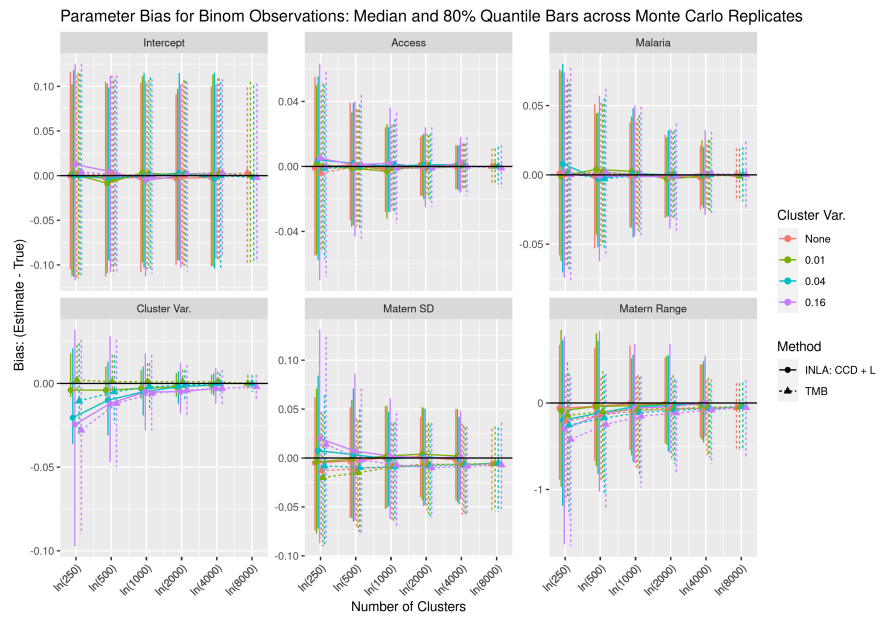 Parameter Bias for Binom Observations: Median and 80% Quantile Bars across Monte Carlo Replicates
Intercept
Access
Malaria
0.10
0.05
0.00
-0.05
-0.10
0.04
0.00
-0.04
0.05
0.00
-0.05
Cluster Var.
Matern SD
Matern Range
0.00
-0.05
-0.10
0.10
0.05
0.00
-0.05
-0.10
0
-1
ln(250)
ln(500)
ln(1000)
ln(2000)
ln(4000)
ln(8000)
ln(250)
ln(500)
ln(1000)
ln(2000)
ln(4000)
ln(8000)
ln(250)
ln(500)
ln(1000)
ln(2000)
ln(4000)
ln(8000)
Number of Clusters
Bias: (Estimate - True)
Cluster Var.
None
0.01
0.04
0.16
Method
INLA: CCD + L
TMB